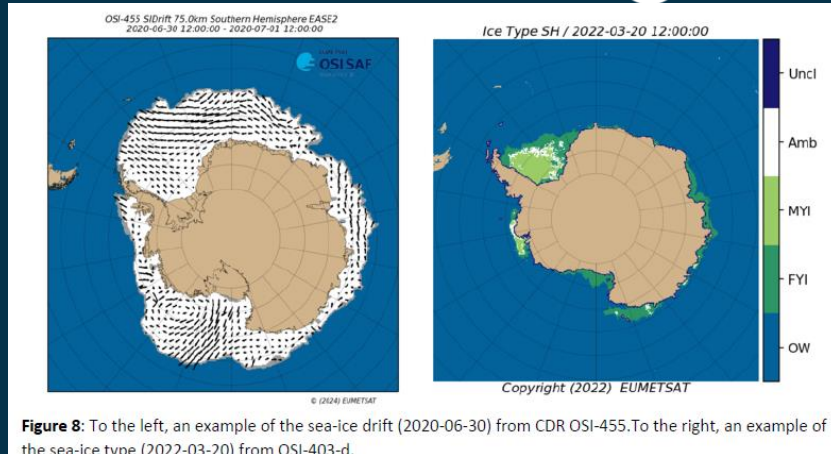 OSI-455 SIDrift 75.0km Southern Hemisphere EASE2
2020-06-30 12:00:00 - 2020-07-01 12:00:00
OSI SAF
© (2024) EUMETSAT
Ice Type SH / 2022-03-20 12:00:00
Uncl
Amb
MYI
FYI
OW
Copyright (2022) EUMETSAT
Figure 8: To the left, an example of the sea-ice drift (2020-06-30) from CDR OSI-455.To the right, an example of
the sea-ice type (2022-03-20) from OSI-403-d.